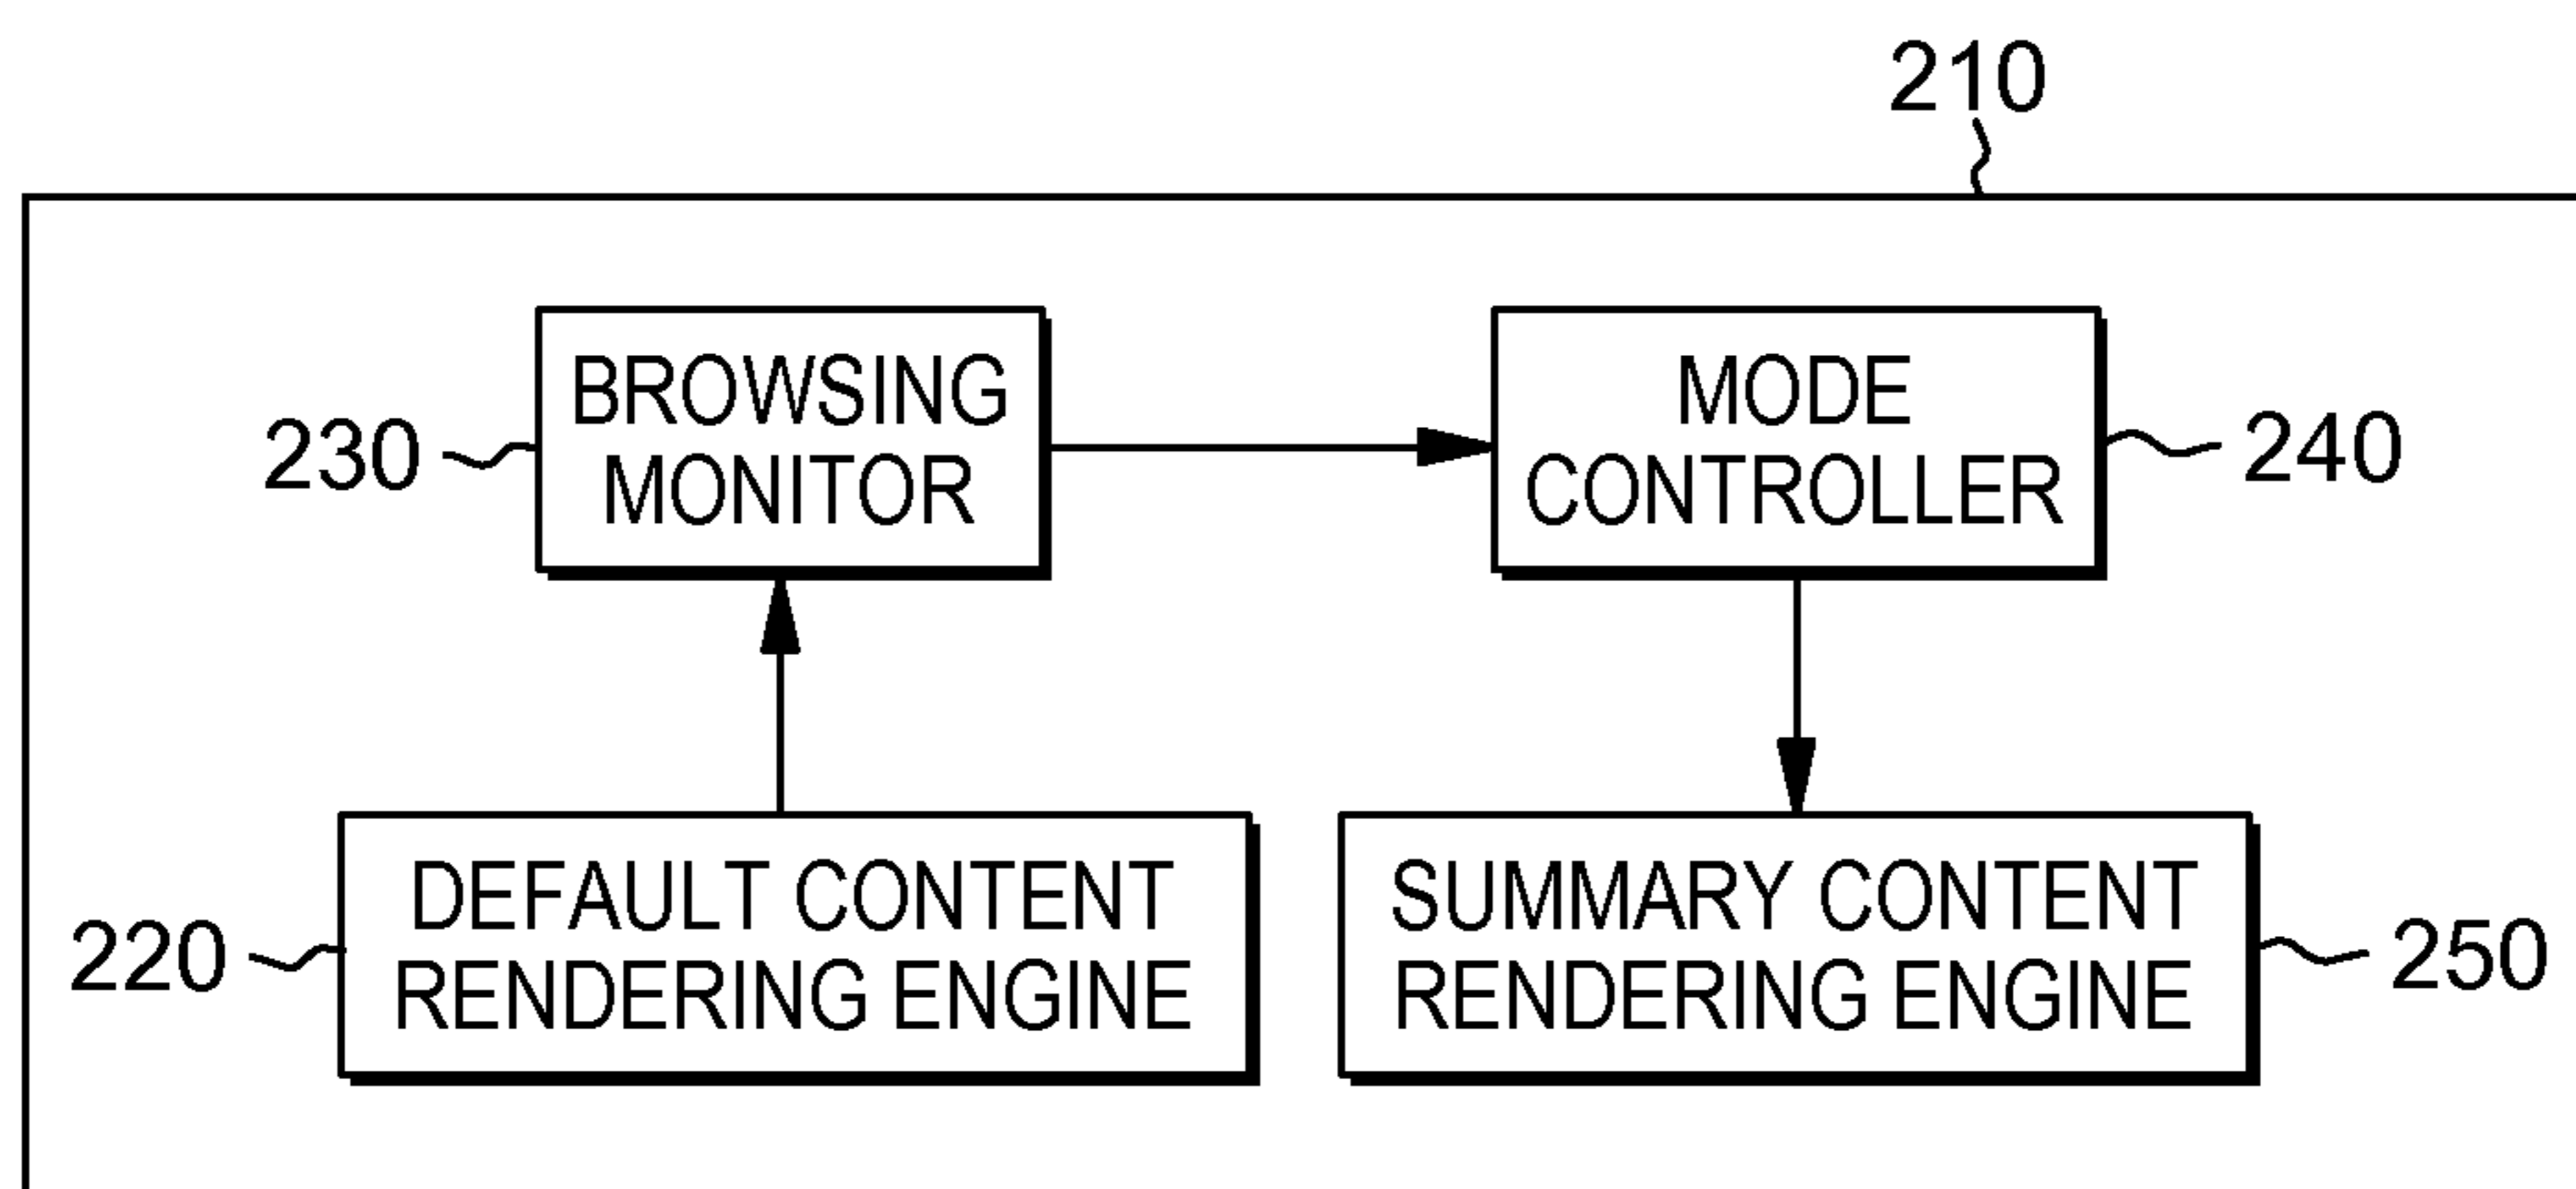 210
BROWSING
MONITOR
230
MODE
CONTROLLER
240
DEFAULT CONTENT
RENDERING ENGINE
220
SUMMARY CONTENT
RENDERING ENGINE
250